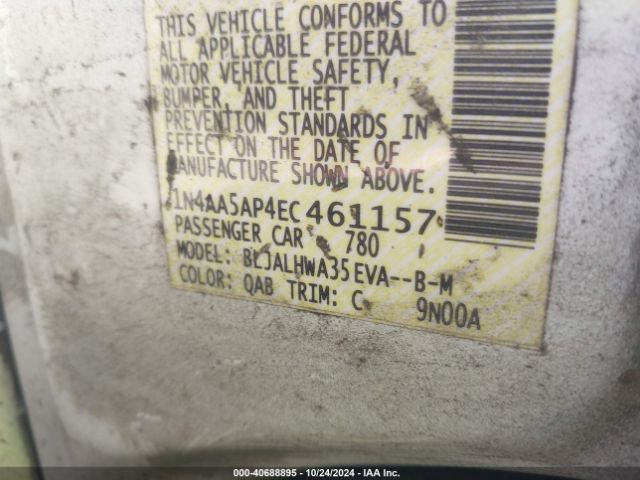 THIS VEHICLE CONFORMS TO
ALL APPLICABLE FEDERAL
MOTOR VEHICLE SAFETY,
BUMPER, AND THEFT
PREVENTION STANDARDS IN
EFFECT ON THE DATE OF
MANUFACTURE SHOWN ABOVE.
1N4AA5AP4EC461157
PASSENGER CAR 780
MODEL: BLJALHWA35EVA--B-M
COLOR: QAB TRIM: C 9N00A
000-40688895 - 10/24/2024 - IAA Inc.